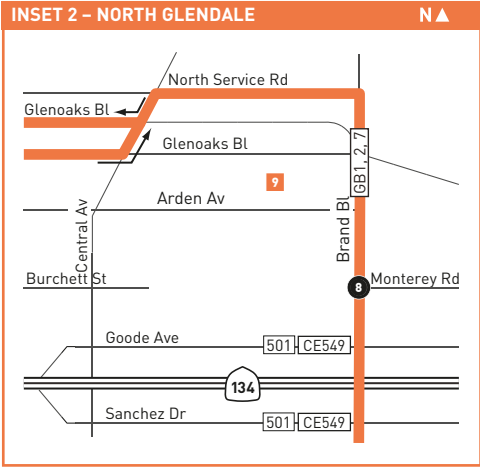 INSET 2 – NORTH GLENDALE
N
North Service Rd
Glenoaks Bl
Glenoaks Bl
GB1, 2, 7
9
Arden Av
Central Av
Brand Bl
Burchett St
8
Monterey Rd
Goode Ave
501 CE549
134
Sanchez Dr
501 CE549